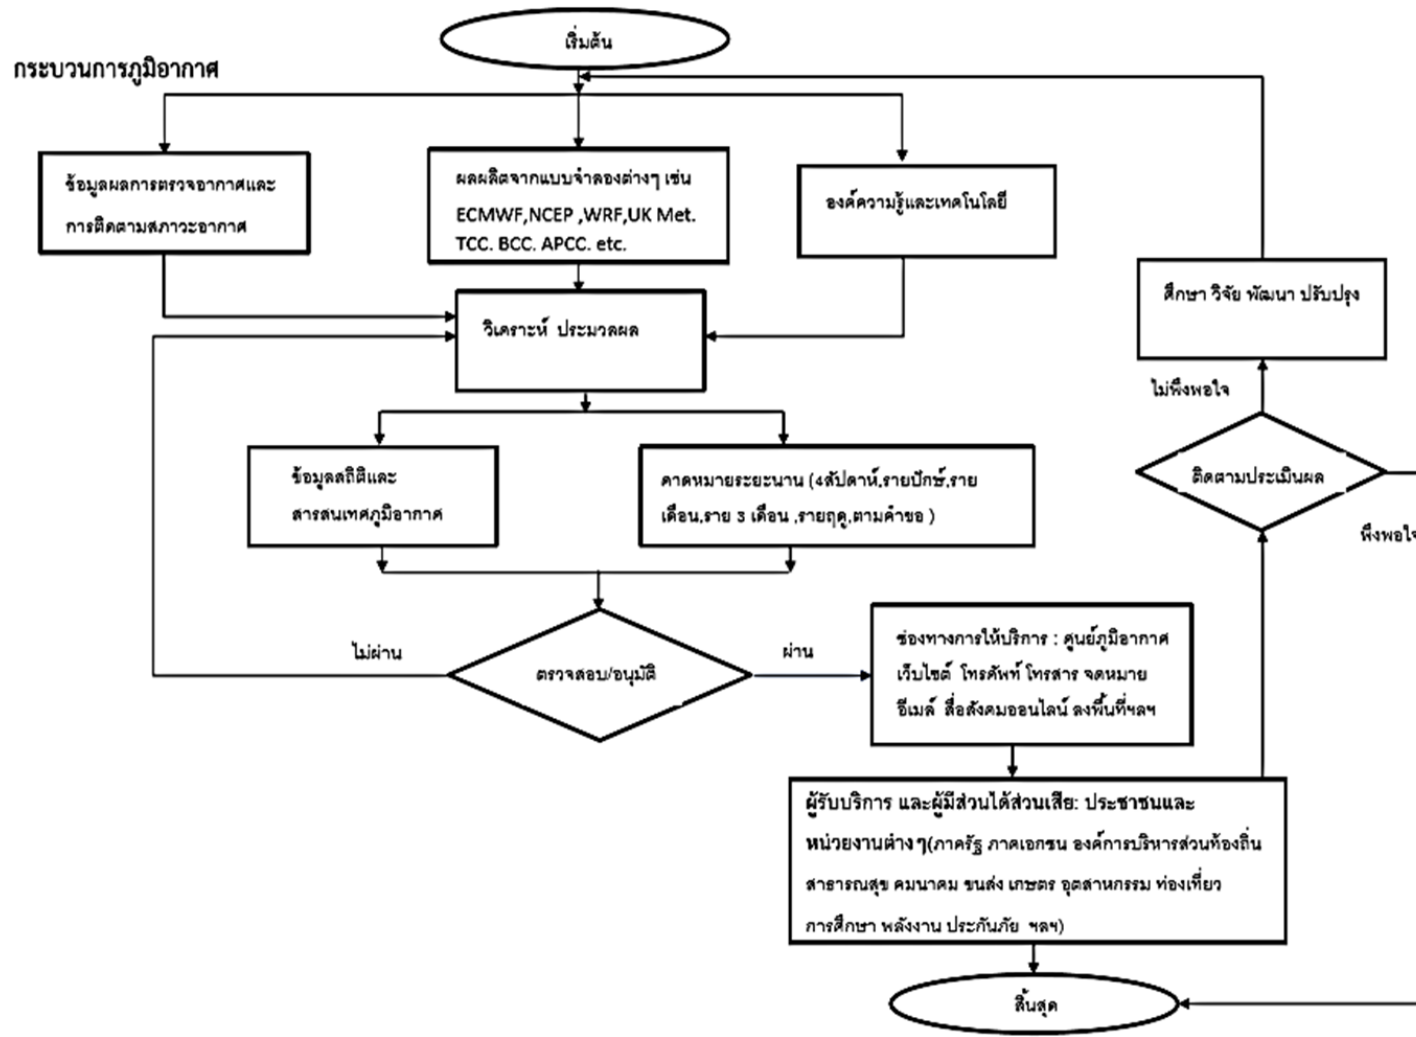 เริ่มต้น
กระบวนการภูมิอากาศ
ข้อมูลผลการตรวจอากาศและ
การติดตามสภาวะอากาศ
ผลผลิตจากแบบจำลองต่างๆ เช่น
ECMWF,NCEP ,WRF,UK Met.
TCC. BCC. APCC. etc.
องค์ความรู้และเทคโนโลยี
ศึกษา วิจัย พัฒนา ปรับปรุง
วิเคราะห์ ประมวลผล
ไม่พึงพอใจ
ข้อมูลสถิติและ
สารสนเทศภูมิอากาศ
คาดหมายระยะนาน (4สัปดาห์,รายปักษ์,ราย
เดือน,ราย 3 เดือน ,รายฤดู,ตามคำขอ )
ติดตามประเมินผล
พึงพอใจ
ไม่ผ่าน
ตรวจสอบ/อนุมัติ
ผ่าน
ช่องทางการให้บริการ : ศูนย์ภูมิอากาศ
เว็บไซต์ โทรศัพท์ โทรสาร จดหมาย
อีเมล์ สื่อสังคมออนไลน์ ลงพื้นที่ฯลฯ
ผู้รับบริการ และผู้มีส่วนได้ส่วนเสีย: ประชาชนและ
หน่วยงานต่างๆ(ภาครัฐ ภาคเอกชน องค์การบริหารส่วนท้องถิ่น
สาธารณสุข คมนาคม ขนส่ง เกษตร อุตสาหกรรม ท่องเที่ยว
การศึกษา พลังงาน ประกันภัย ฯลฯ)
สิ้นสุด